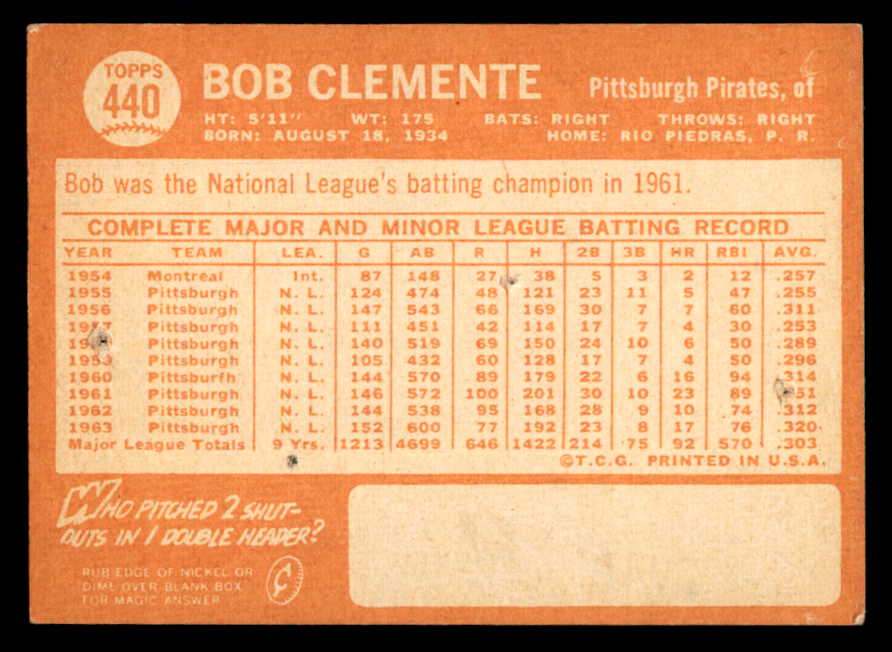 TOPPS
440
BOB CLEMENTE
Pittsburgh Pirates, of
HT: 5'11" WT: 175 BATS: RIGHT THROWS: RIGHT
BORN: AUGUST 18, 1934 HOME: RIO PIEDRAS, P. R.
Bob was the National League's batting champion in 1961.
COMPLETE MAJOR AND MINOR LEAGUE BATTING RECORD
YEAR TEAM LEA. G AB R H 2B 3B HR RBI AVG.
1954 Montreal Int. 87 148 27 38 5 3 2 12 .257
1955 Pittsburgh N. L. 124 474 48 121 23 11 5 47 .255
1956 Pittsburgh N. L. 147 543 66 169 30 7 7 60 .311
Pittsburgh N. L. 111 451 42 114 17 7 4 30 .253
Pittsburgh N. L. 140 519 69 150 24 10 6 50 .289
Pittsburgh N. L. 105 432 60 128 17 7 4 50 .296
1960 Pittsburfh N. L. 144 570 89 179 22 6 16 94 .314
1961 Pittsburgh N. L. 146 572 100 201 30 10 23 89
1962 Pittsburgh N. L. 144 538 95 168 28 9 10 74 .312
1963 Pittsburgh N. L. 152 600 77 192 23 8 17 76 .320
Major League Totals 9 Yrs. 1213 4699 646 1422 214 75 92 570 .303
©T.C.G. PRINTED IN U.S.A.
WHO PITCHED 2 SHUT-
OUTS IN 1 DOUBLE HEADER?
RUB EDGE OF NICKEL OR
DIME OVER BLANK BOX
FOR MAGIC ANSWER
¢